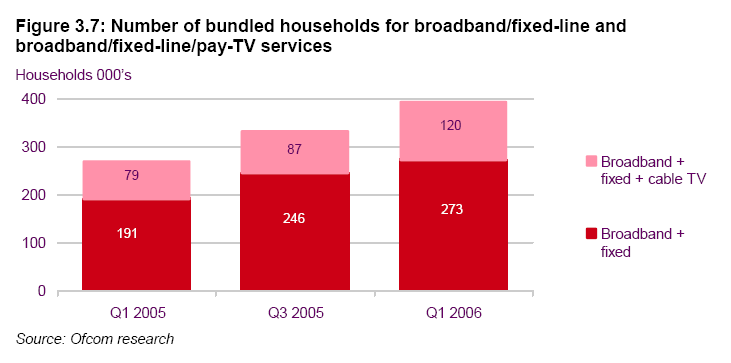 Figure 3.7: Number of bundled households for broadband/fixed-line and
broadband/fixed-line/pay-TV services
Households 000's
400
300
200
100
0
79
191
87
246
120
273
Q1 2005
Q3 2005
Q1 2006
Broadband +
fixed + cable TV
Broadband +
fixed
Source: Ofcom research